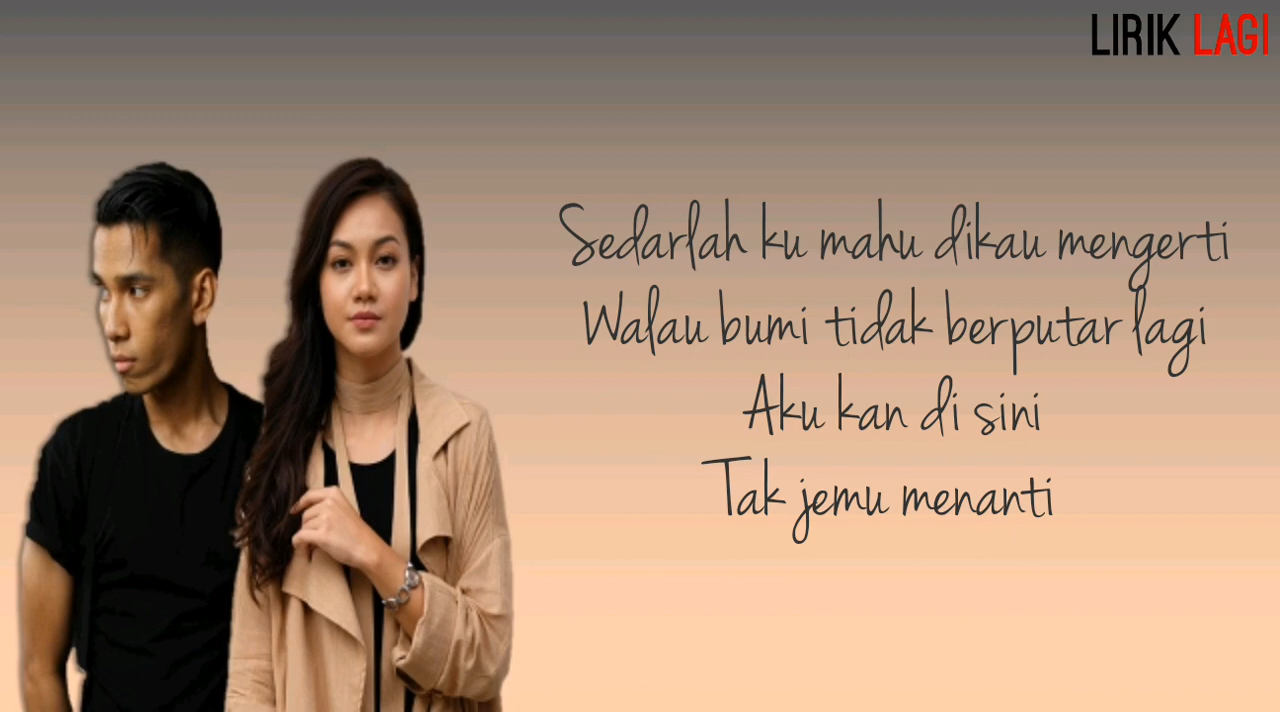 LIRIK LAGI
Sedarlah ku mahu dikau mengerti
Walau bumi tidak berputar lagi
Aku kan di sini
Tak jemu menanti